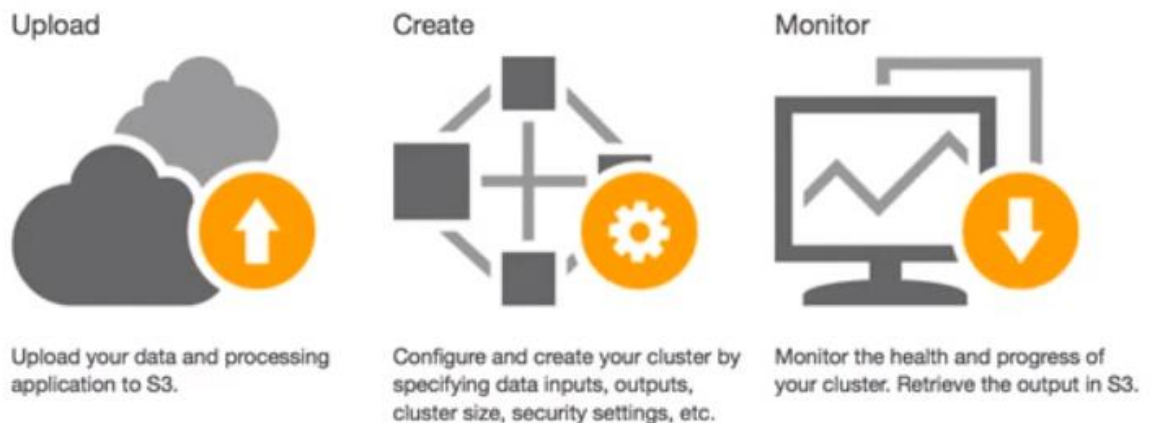 Upload
Upload your data and processing
application to S3.
Create
Configure and create your cluster by
specifying data inputs, outputs,
cluster size, security settings, etc.
Monitor
Monitor the health and progress of
your cluster. Retrieve the output in S3.